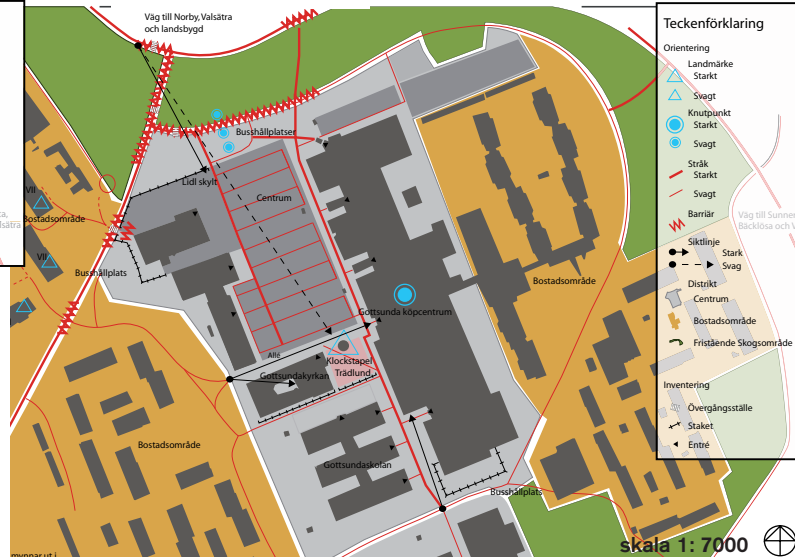 Väg till Norby, Valsätra
och landsbygd
Busshållplatser
Lidl skylt
Centrum
VII
Bostadsområde
VII
Busshållplats
Bostadsområde
Gottsunda köpcentrum
Allé
Klockstapel
Trädlund
Gottsundakyrkan
Bostadsområde
Gottsundaskolan
Busshållplats
Teckenförklaring
Orientering
Landmärke
Starkt
Svagt
Knutpunkt
Starkt
Svagt
Stråk
Starkt
Svagt
Barriär
Siktlinje
Stark
Svag
Distrikt
Centrum
Bostadsområde
Fristående Skogsområde
Inventering
Övergångsställe
Staket
Entré
Väg till Sunner
Bäcklösa och V
skala 1: 7000